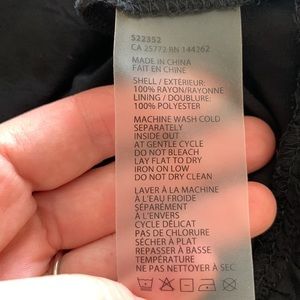 S22352
CA 25772 RN 144262
MADE IN CHINA
FAIT EN CHINE
SHELL / EXTÉRIEUR:
100% RAYON/RAYONNE
LINING / DOUBLURE:
100% POLYESTER
MACHINE WASH COLD
SEPARATELY
INSIDE OUT
AT GENTLE CYCLE
DO NOT BLEACH
LAY FLAT TO DRY
IRON ON LOW
DO NOT DRY CLEAN
LAVER À LA MACHINE
À L'EAU FROIDE
SÉPARÉMENT
À L'ENVERS
CYCLE DÉLICAT
PAS DE CHLORURE
SÉCHER À PLAT
REPASSER À BASSE
TEMPÉRATURE
NE PAS NETTOYER À SEC